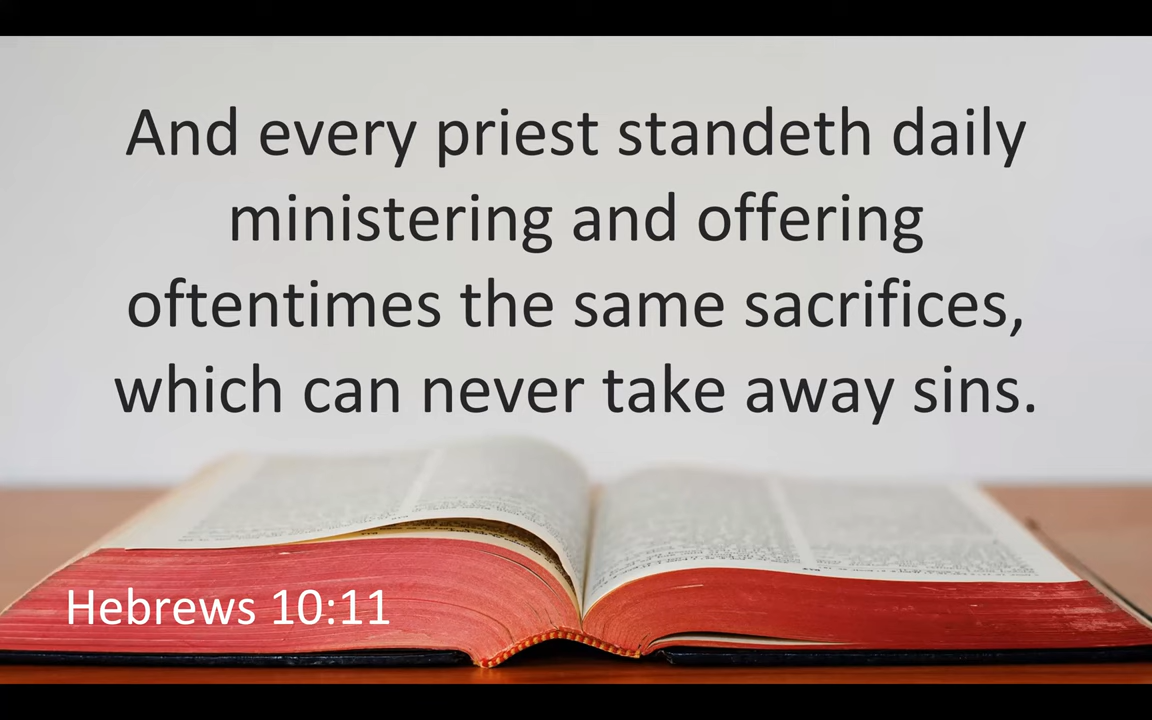 And every priest standeth daily
ministering and offering
oftentimes the same sacrifices,
which can never take away sins.
Hebrews 10:11